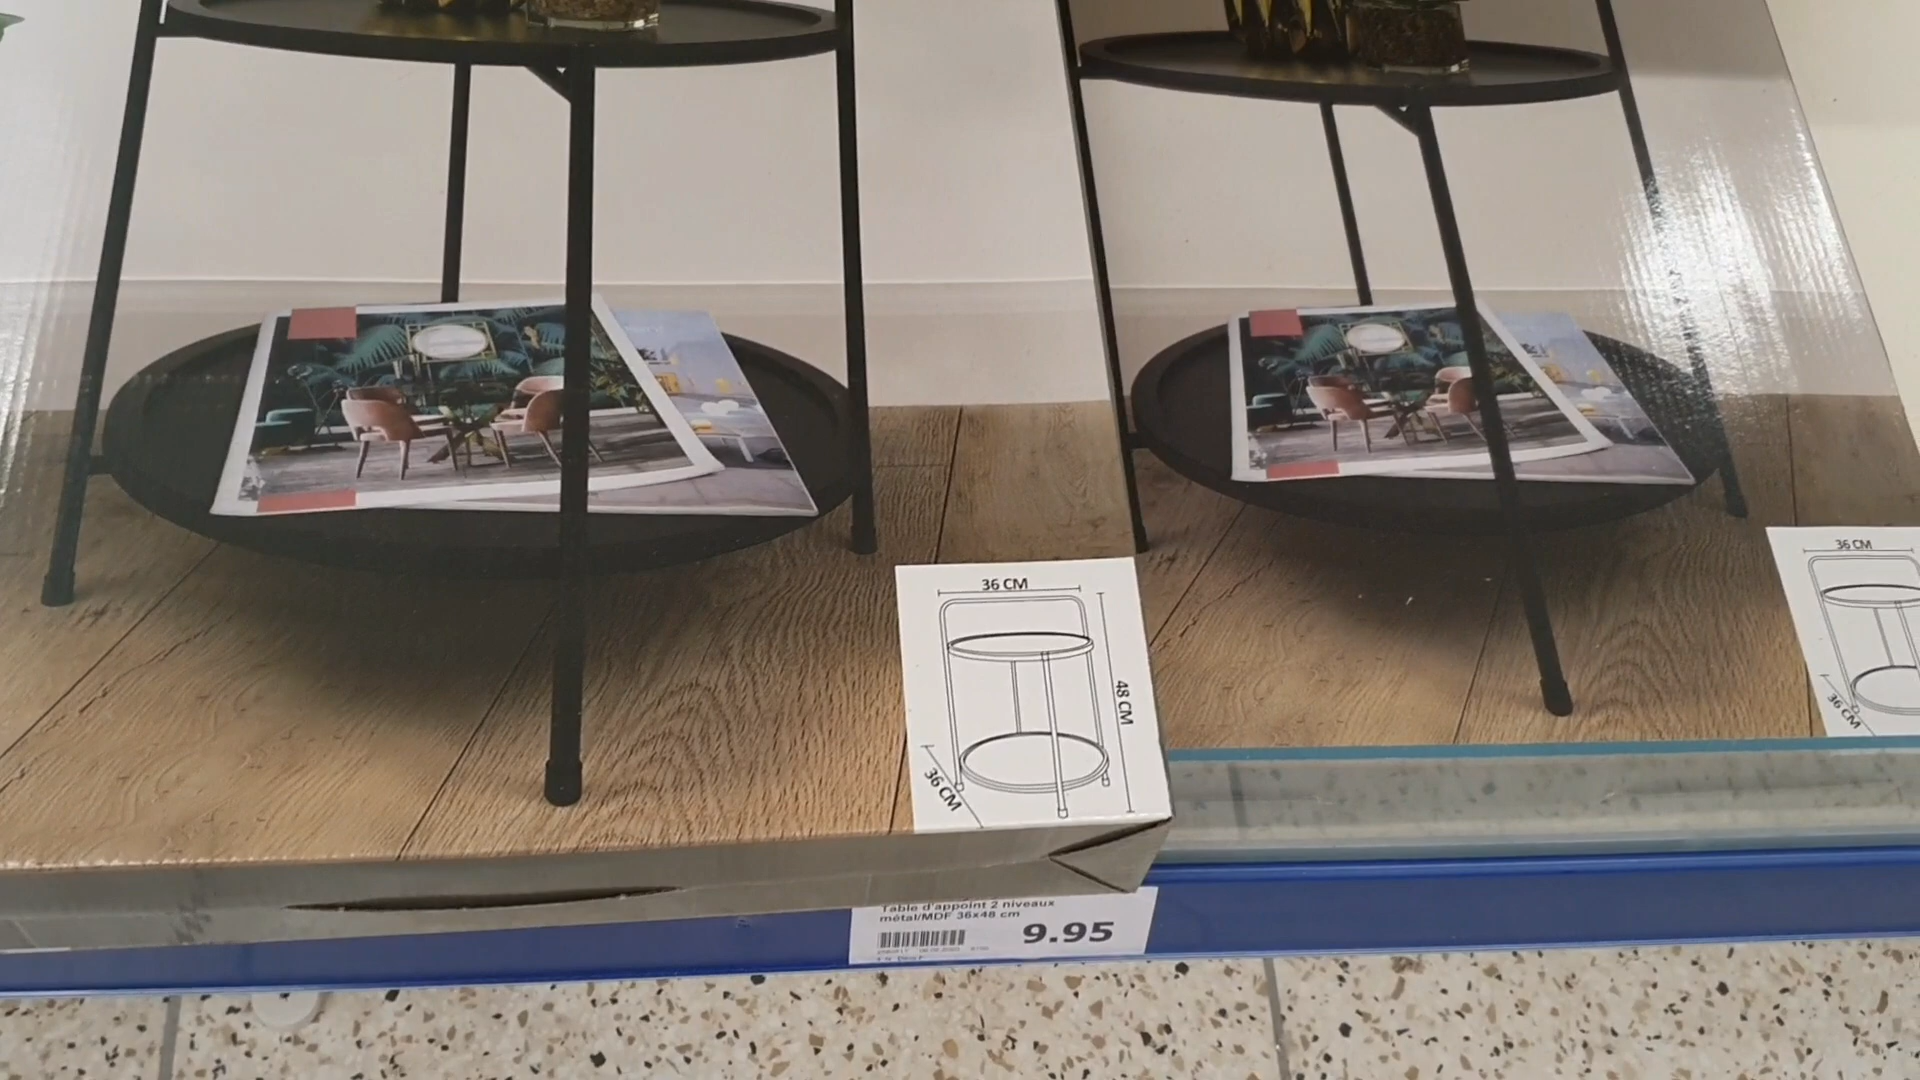 36 CM
48 CM
36 CM
36 CM
36 CM
Table d'appoint 2 niveaux
métal/MDF 36x48 cm
9.95